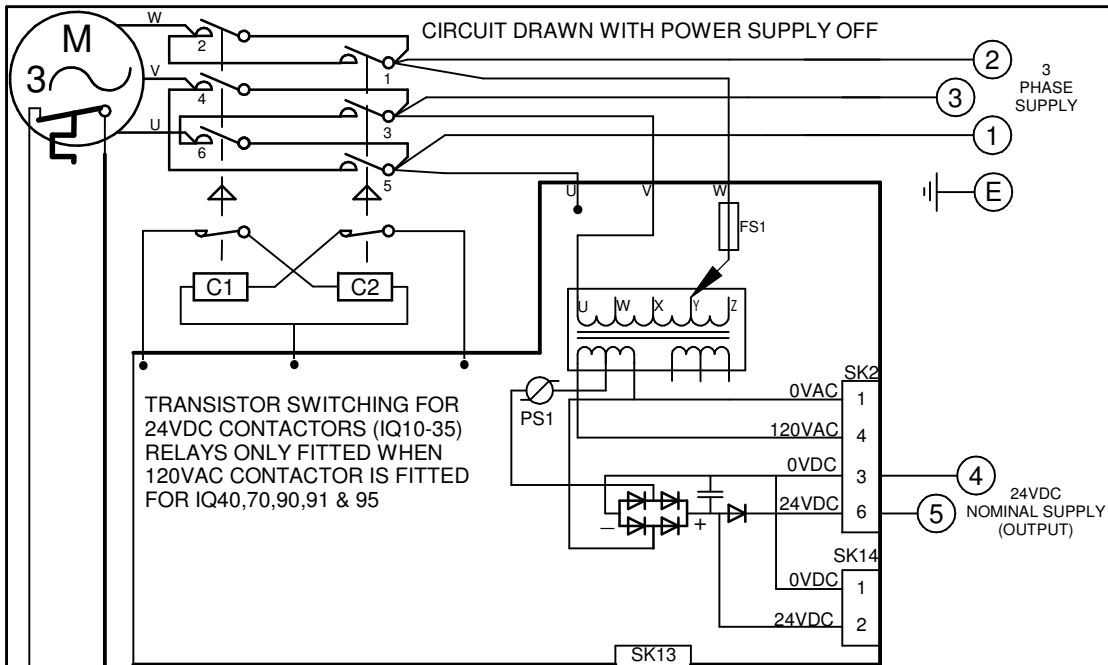 CIRCUIT DRAWN WITH POWER SUPPLY OFF
M
3
W
V
U
2
4
6
1
3
5
2
3
1
E
3
PHASE
SUPPLY
C1
C2
U
V
W
FS1
U W X Y Z
PS1
TRANSISTOR SWITCHING FOR
24VDC CONTACTORS (IQ10-35)
RELAYS ONLY FITTED WHEN
120VAC CONTACTOR IS FITTED
FOR IQ40,70,90,91 & 95
SK2
0VAC 1
120VAC 4
0VDC 3
24VDC 6
4
5
24VDC
NOMINAL SUPPLY
(OUTPUT)
− +
SK14
0VDC 1
24VDC 2
SK13